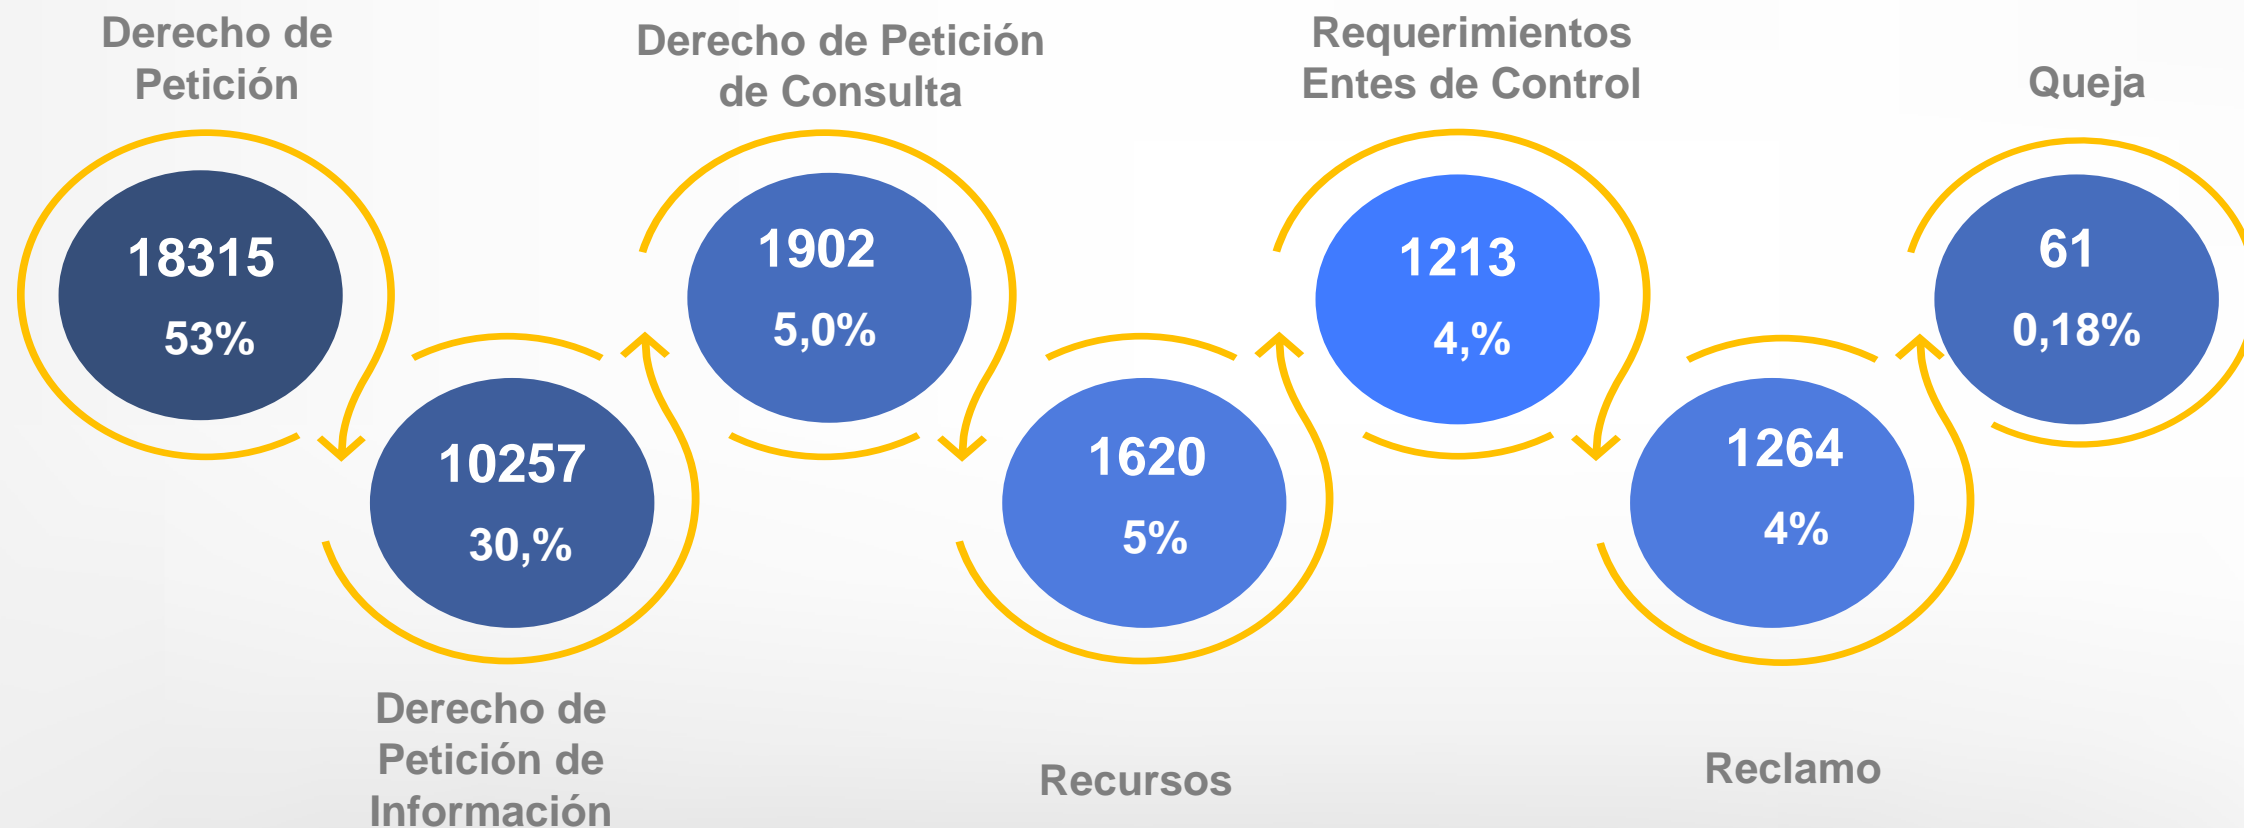 Derecho de
Petición
18315
53%
10257
30,%
Derecho de
Petición de
Información
Derecho de Petición
de Consulta
1902
5,0%
1620
5%
Recursos
Requerimientos
Entes de Control
1213
4,%
1264
4%
Reclamo
Queja
61
0,18%